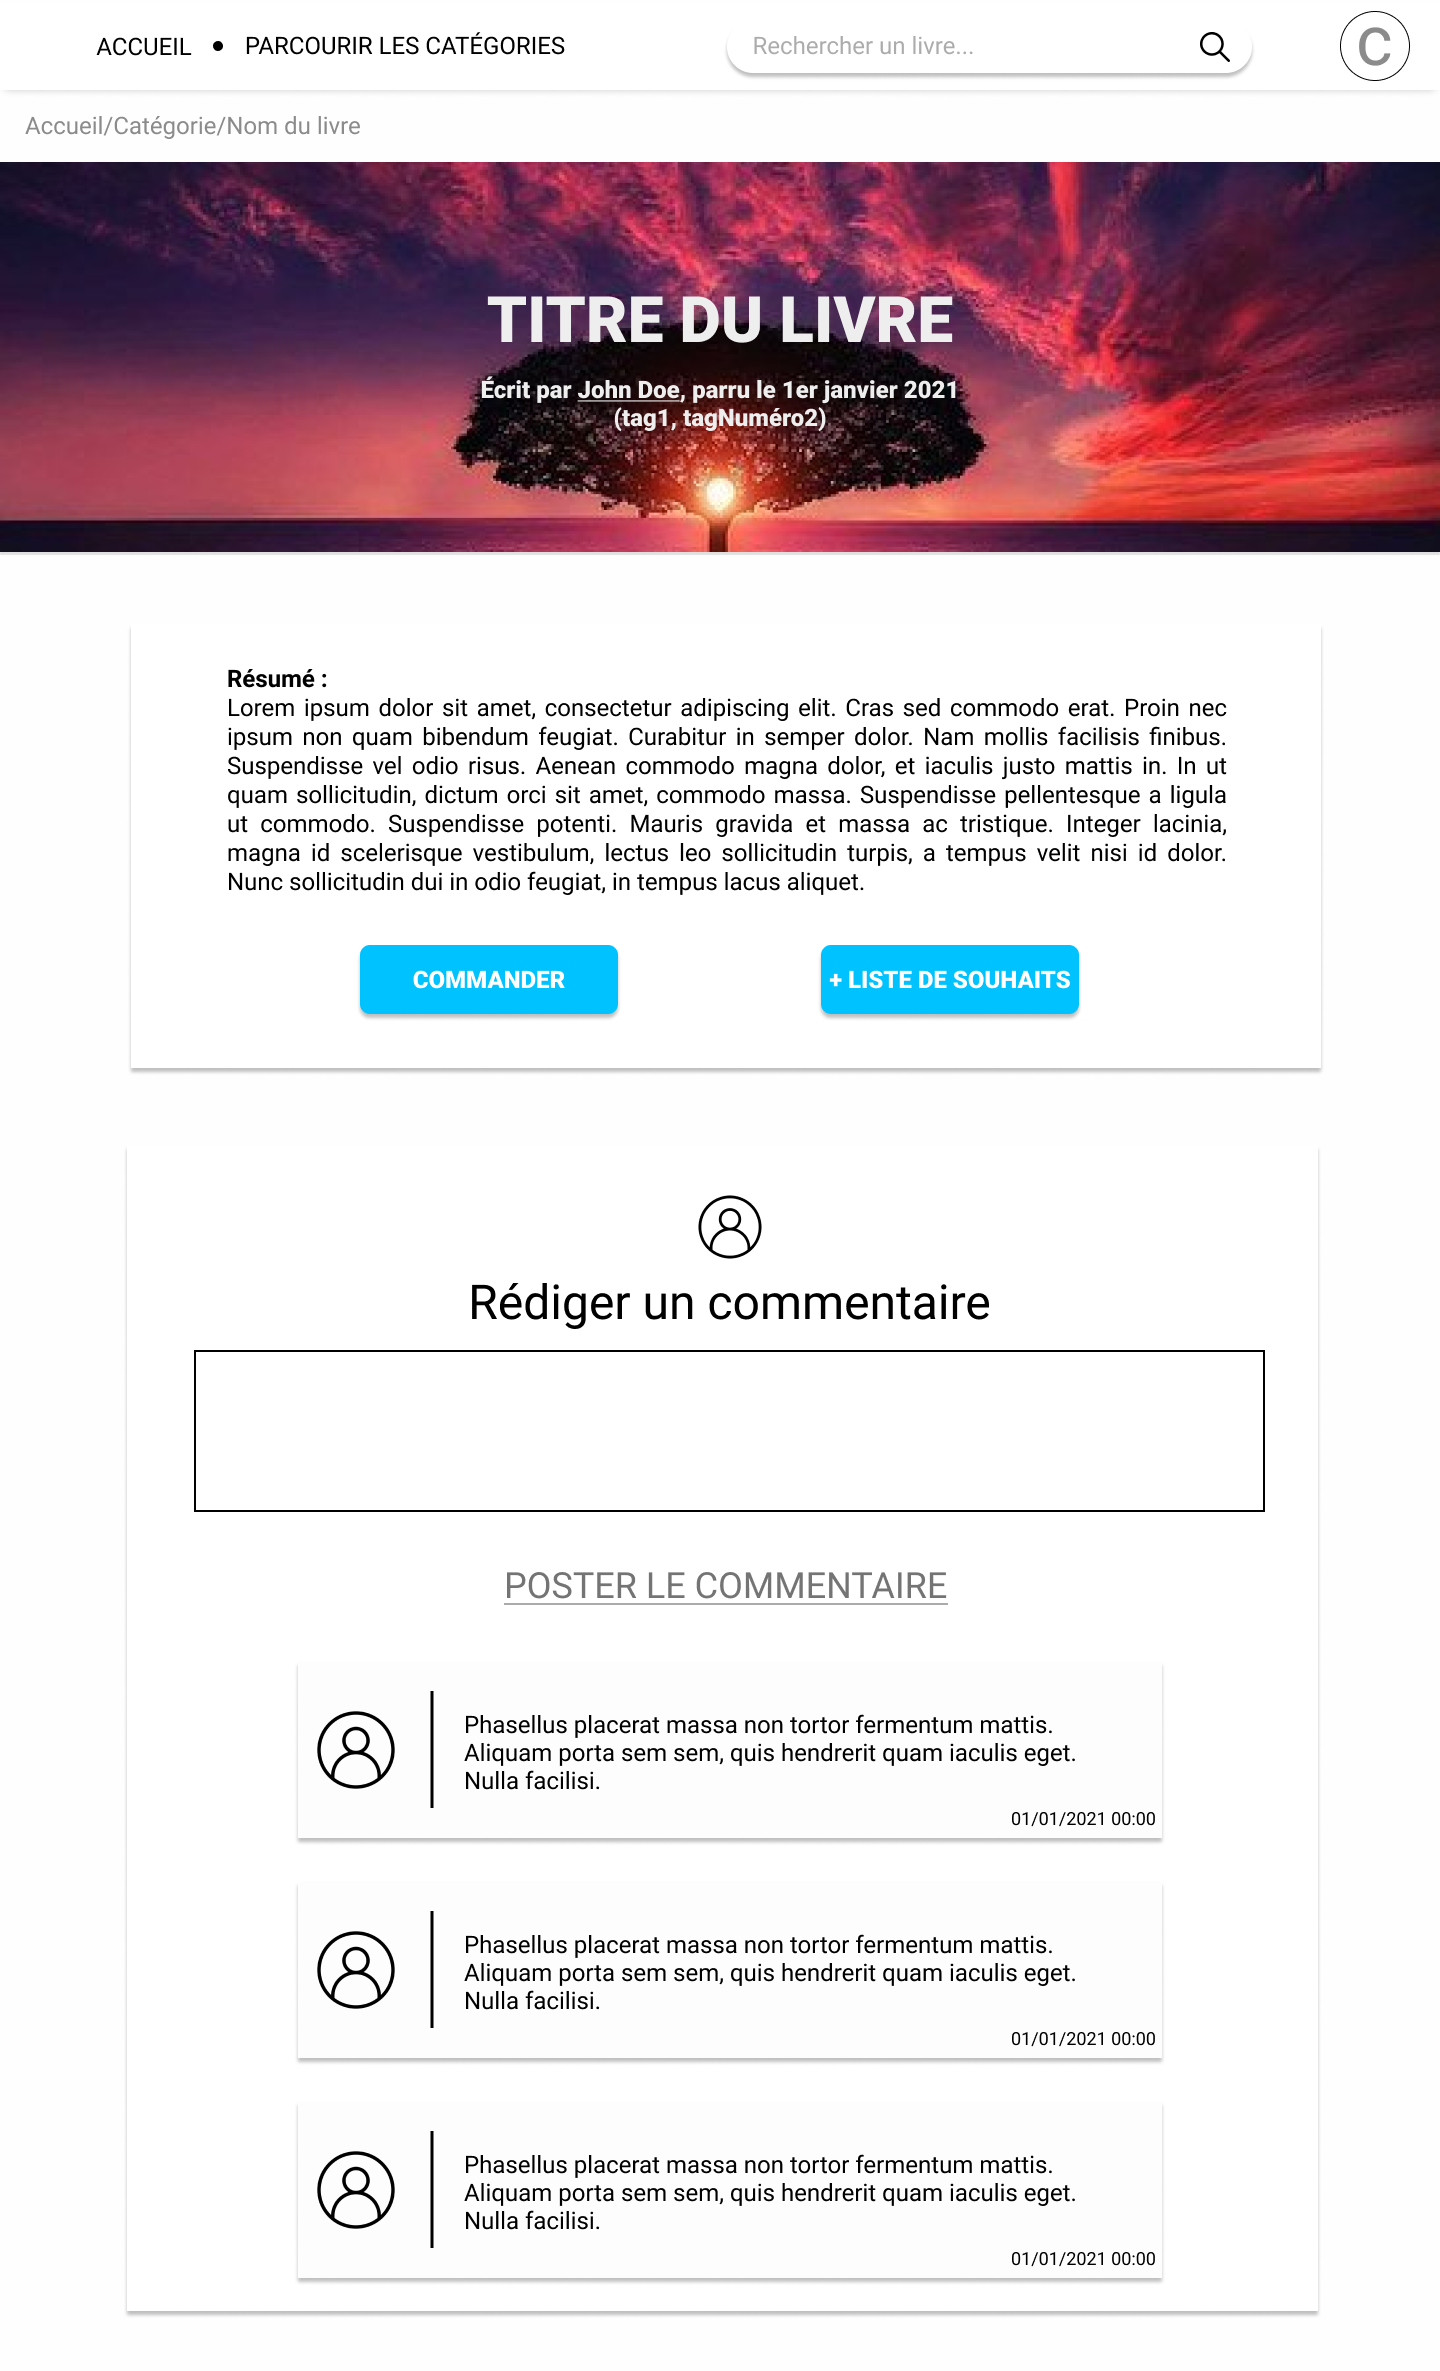 ACCUEIL • PARCOURIR LES CATÉGORIES
Rechercher un livre...
C
Accueil/Catégorie/Nom du livre
TITRE DU LIVRE
Écrit par John Doe, parru le 1er janvier 2021
(tag1, tagNuméro2)
Résumé :
Lorem ipsum dolor sit amet, consectetur adipiscing elit. Cras sed commodo erat. Proin nec
ipsum non quam bibendum feugiat. Curabitur in semper dolor. Nam mollis facilisis finibus.
Suspendisse vel odio risus. Aenean commodo magna dolor, et iaculis justo mattis in. In ut
quam sollicitudin, dictum orci sit amet, commodo massa. Suspendisse pellentesque a ligula
ut commodo. Suspendisse potenti. Mauris gravida et massa ac tristique. Integer lacinia,
magna id scelerisque vestibulum, lectus leo sollicitudin turpis, a tempus velit nisi id dolor.
Nunc sollicitudin dui in odio feugiat, in tempus lacus aliquet.
COMMANDER
+ LISTE DE SOUHAITS
Rédiger un commentaire
POSTER LE COMMENTAIRE
Phasellus placerat massa non tortor fermentum mattis.
Aliquam porta sem sem, quis hendrerit quam iaculis eget.
Nulla facilisi.
01/01/2021 00:00
Phasellus placerat massa non tortor fermentum mattis.
Aliquam porta sem sem, quis hendrerit quam iaculis eget.
Nulla facilisi.
01/01/2021 00:00
Phasellus placerat massa non tortor fermentum mattis.
Aliquam porta sem sem, quis hendrerit quam iaculis eget.
Nulla facilisi.
01/01/2021 00:00